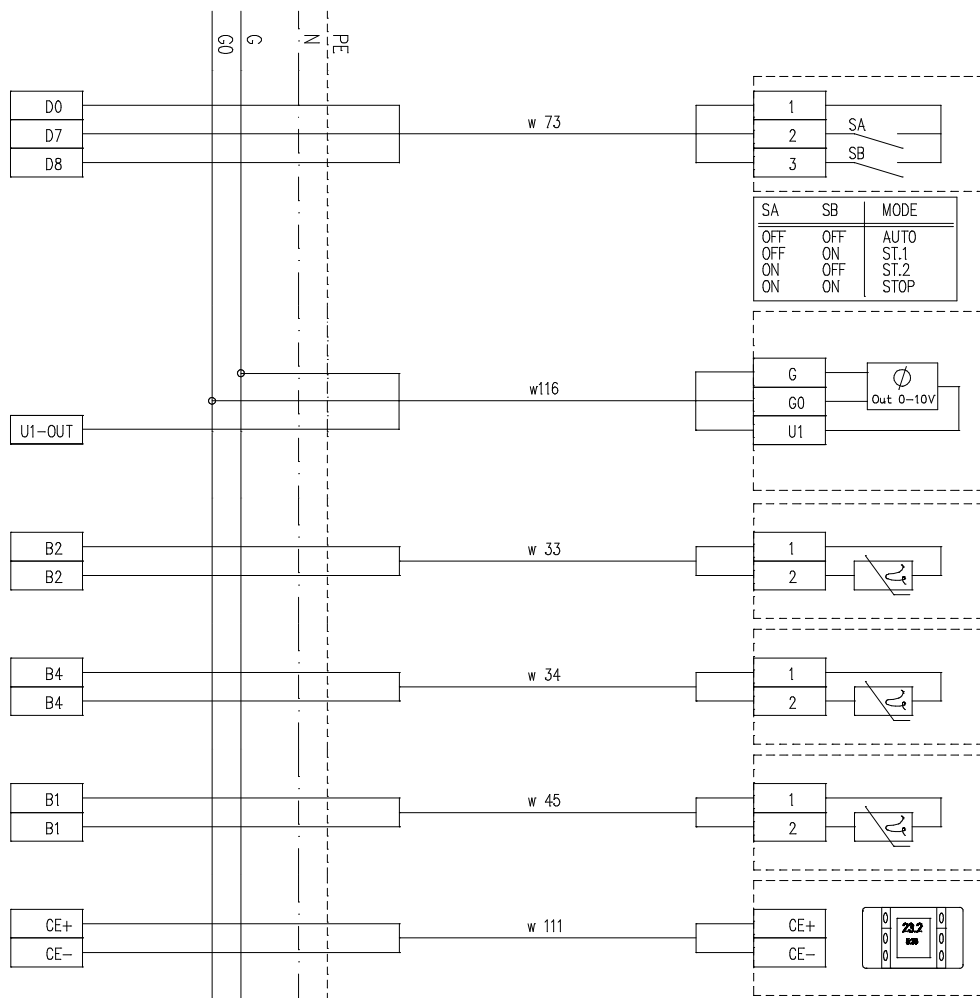 G0 G N PE
D0
D7
D8
w 73
1
2
3
SA
SB
SA SB MODE
OFF OFF AUTO
OFF ON ST.1
ON OFF ST.2
ON ON STOP
U1-OUT
w116
G
G0
U1
Out 0-10V
B2
B2
w 33
1
2
B4
B4
w 34
1
2
B1
B1
w 45
1
2
CE+
CE-
w 111
CE+
CE-
23.2